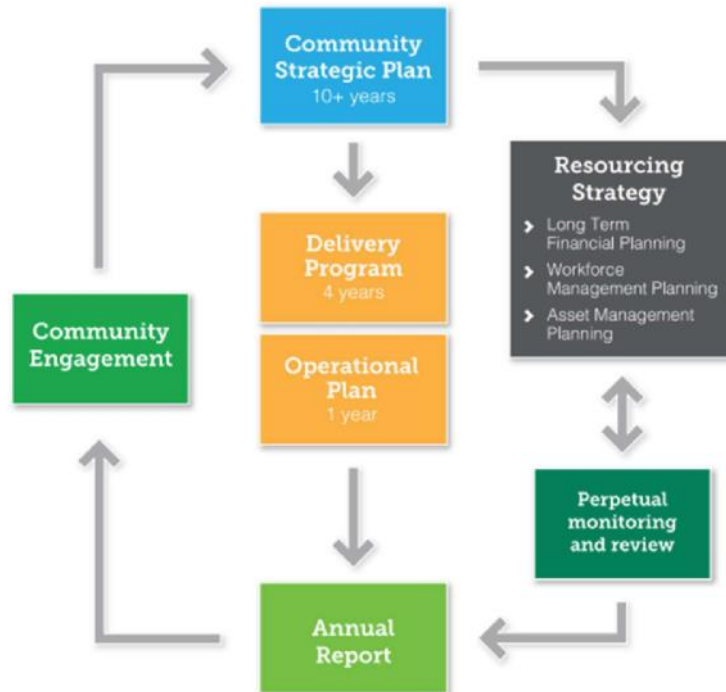 Community
Strategic Plan
10+ years
Resourcing
Strategy
Long Term
Financial Planning
Workforce
Management Planning
Asset Management
Planning
Delivery
Program
4 years
Community
Engagement
Operational
Plan
1 year
Perpetual
monitoring
and review
Annual
Report